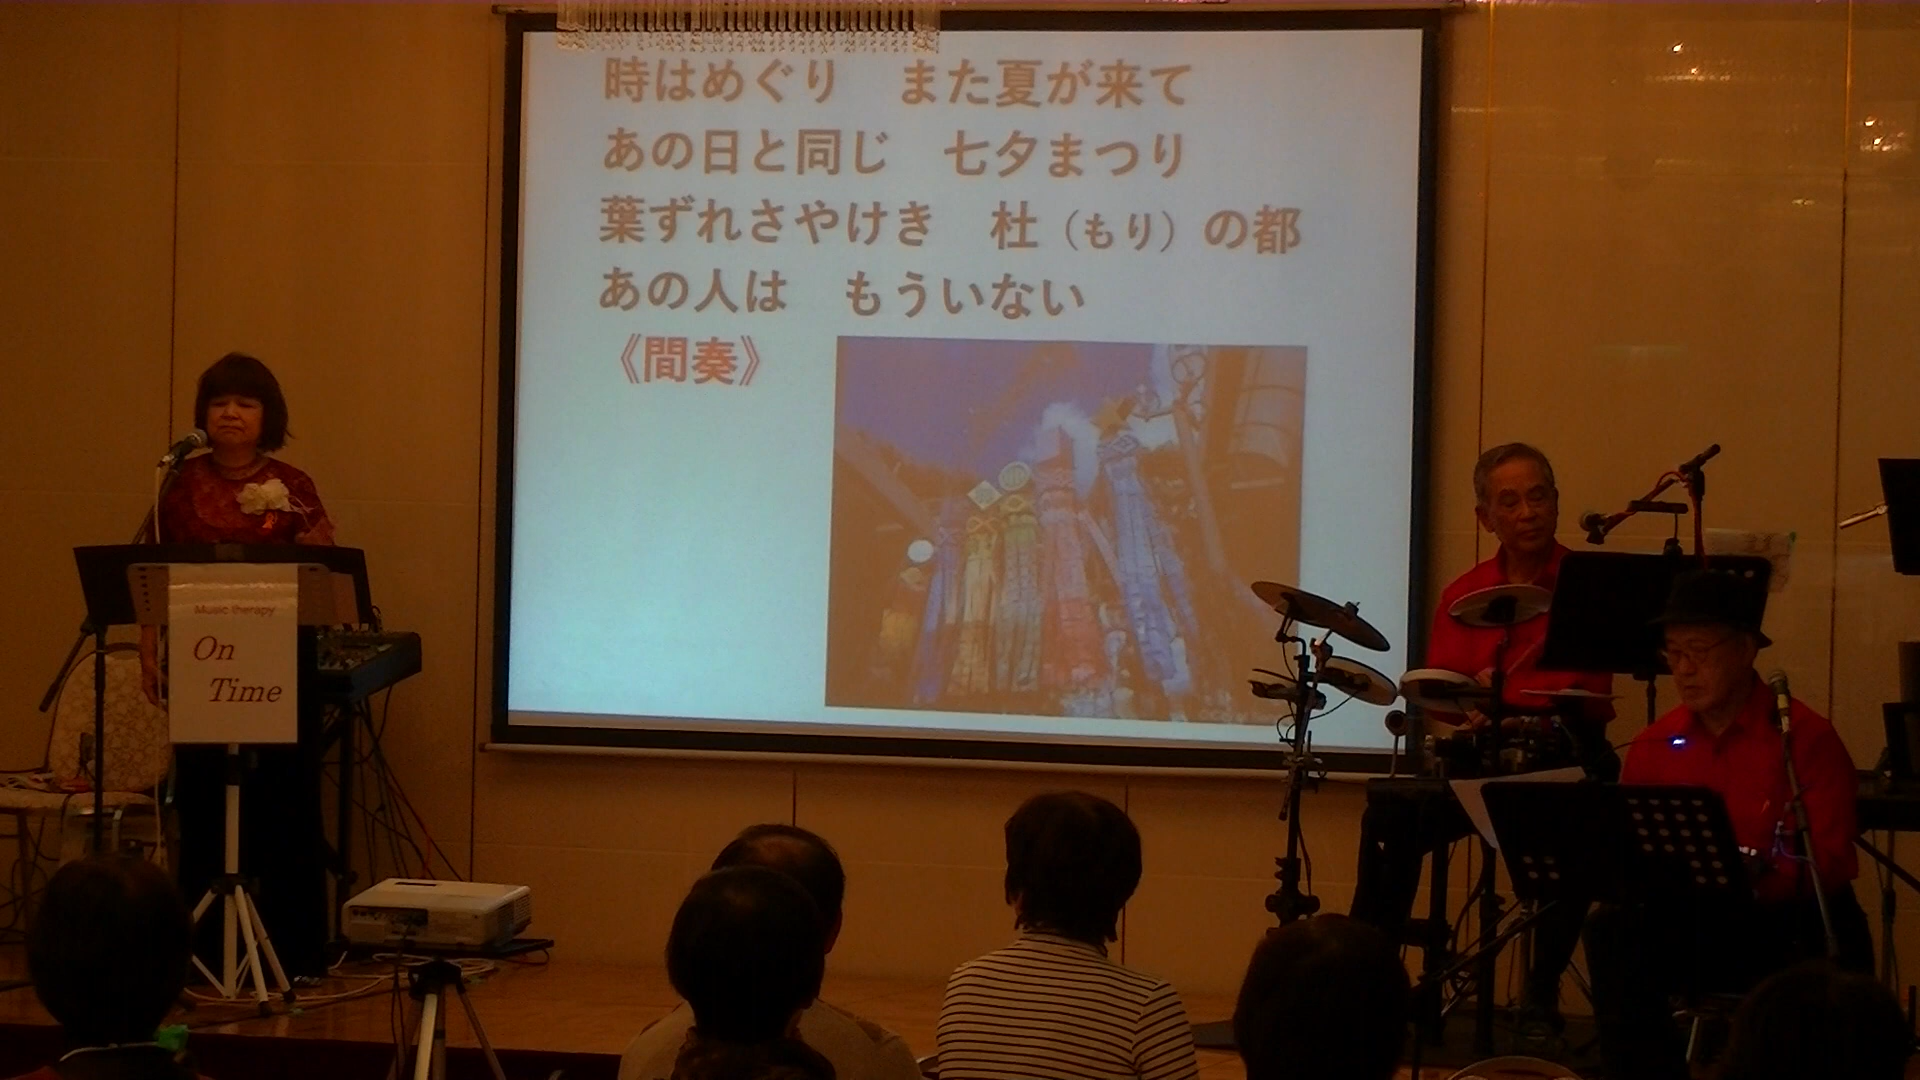 時はめぐり　また夏が来て
あの日と同じ　七夕まつり
葉ずれさやけき　杜（もり）の都
あの人は　もういない
《間奏》
Music therapy
On
Time